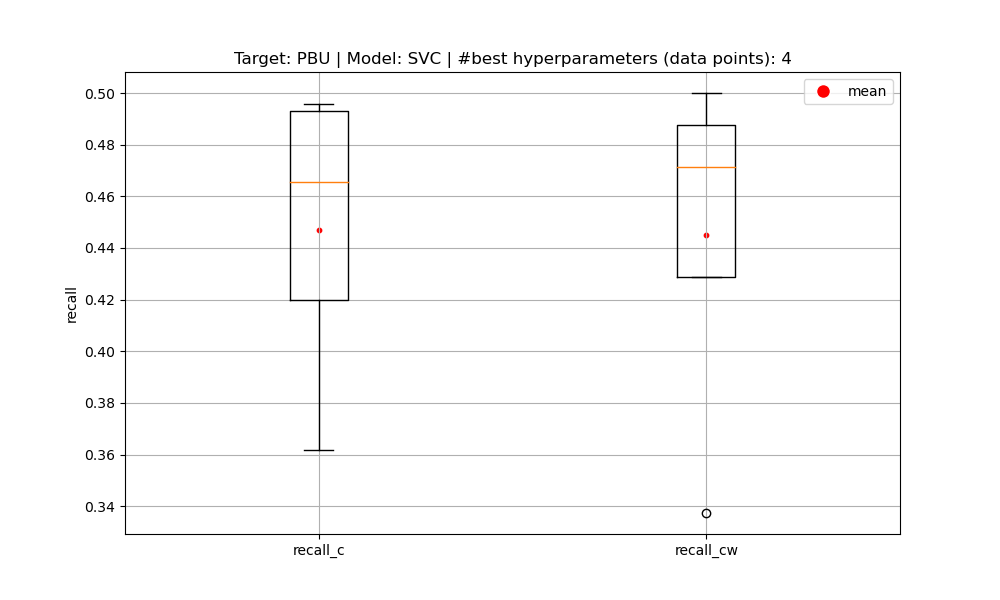 Target: PBU | Model: SVC | #best hyperparameters (data points): 4
mean
0.50
0.48
0.46
0.44
0.42
0.40
0.38
0.36
0.34
recall
recall_c
recall_cw